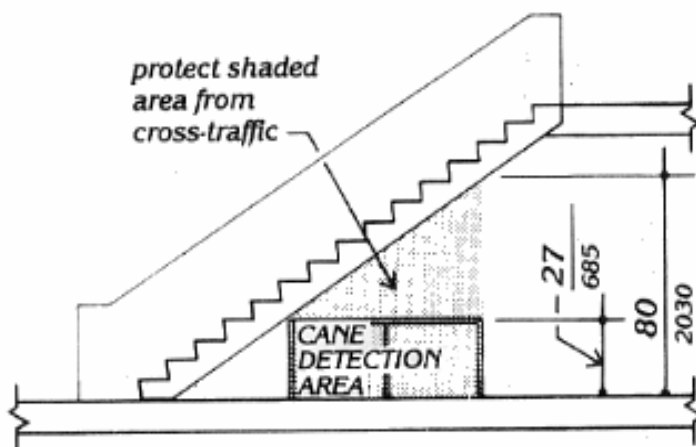 protect shaded
area from
cross-traffic
27
685
80
2030
CANE
DETECTION
AREA